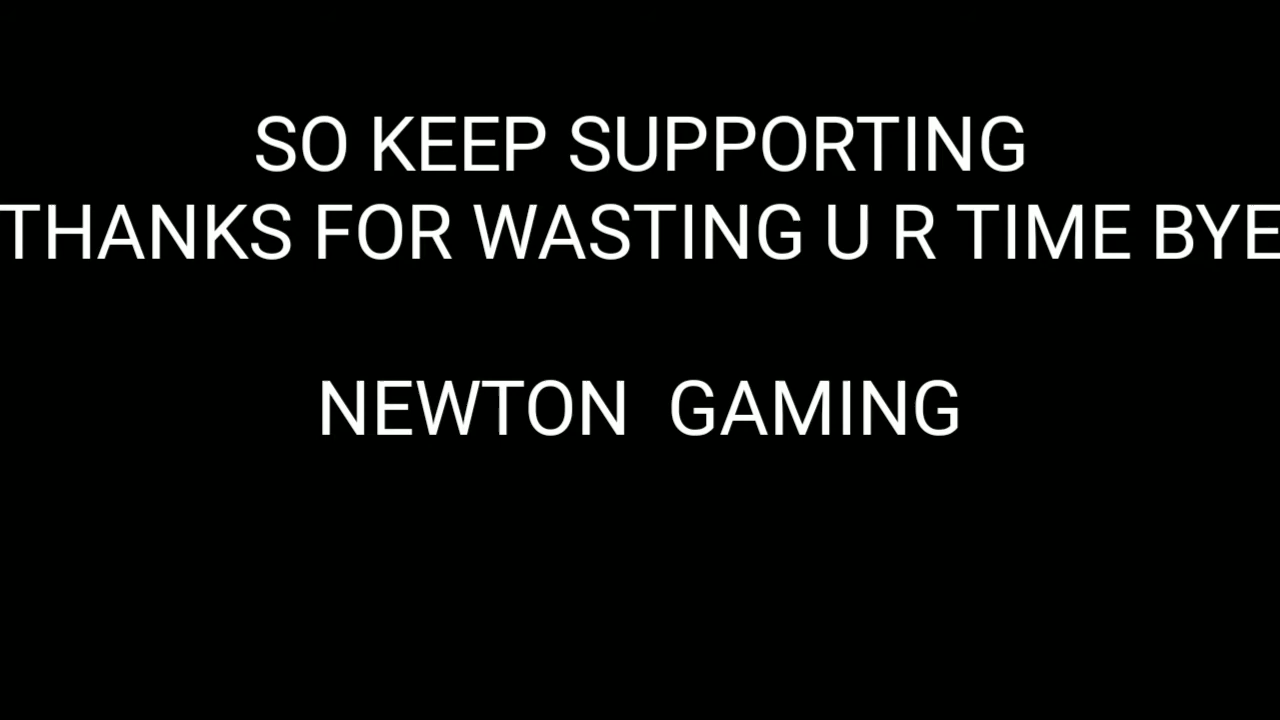 SO KEEP SUPPORTING
THANKS FOR WASTING U R TIME BYE
NEWTON GAMING